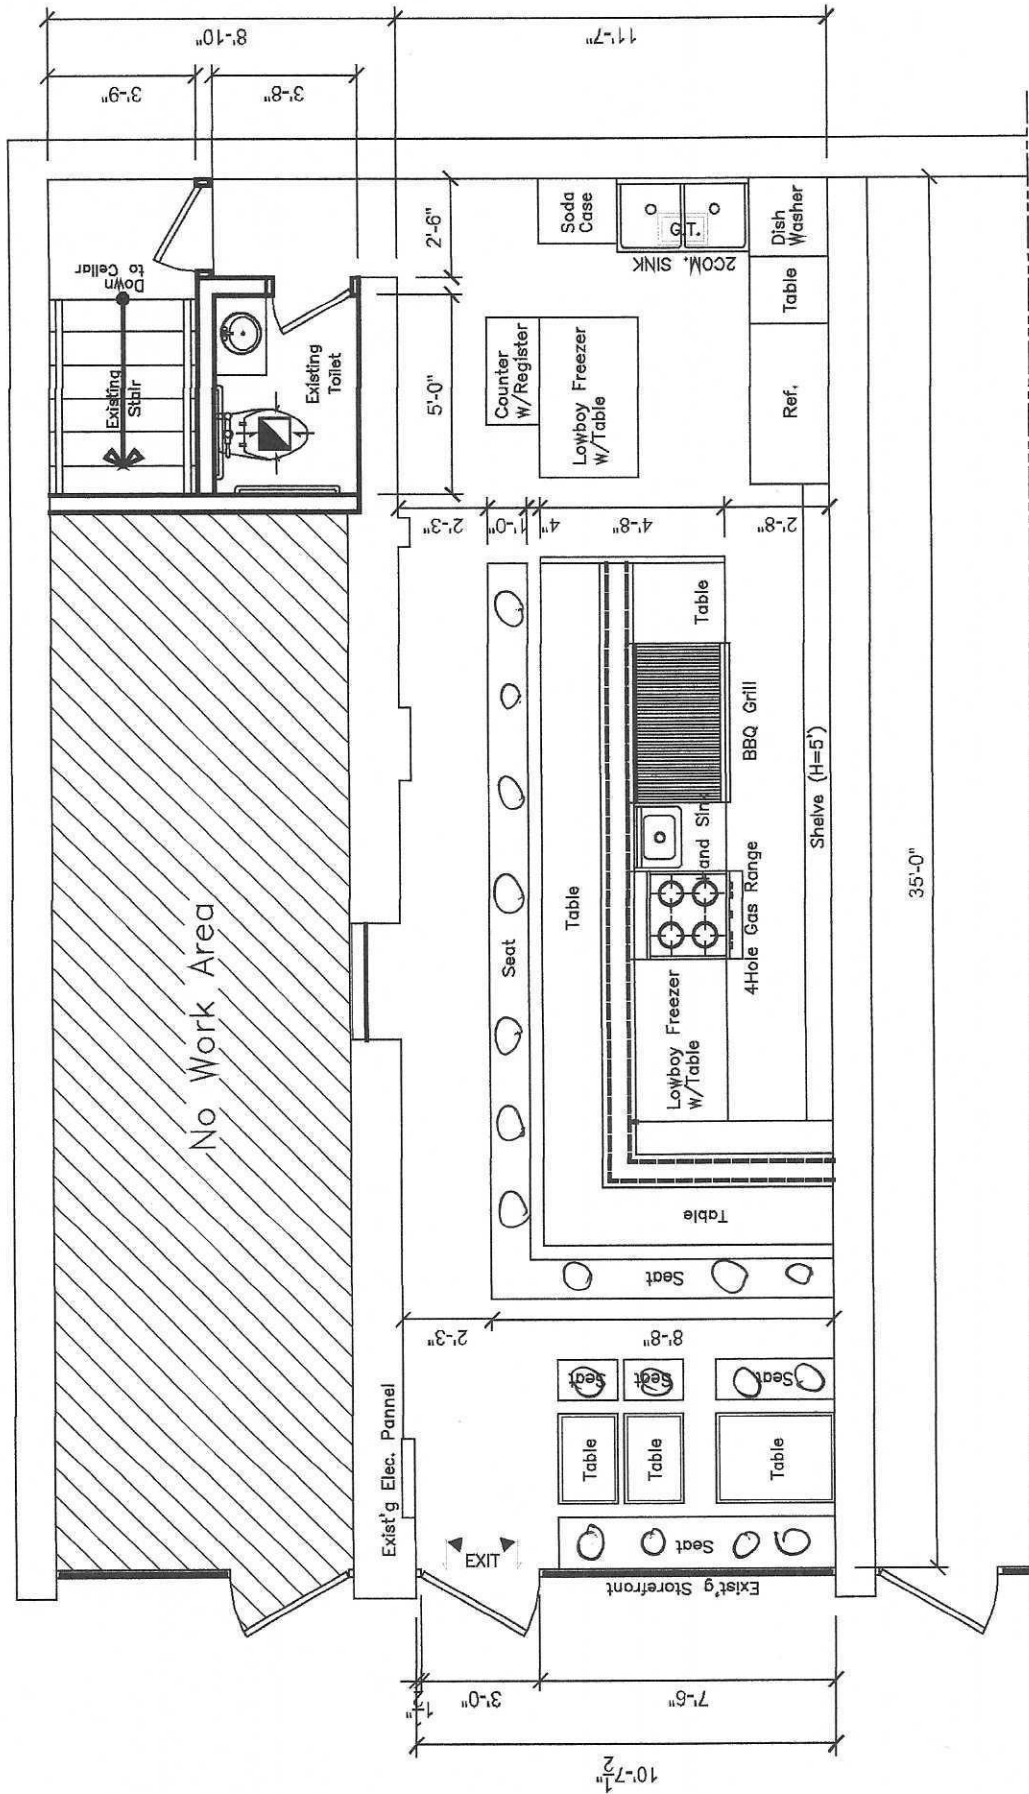 8'-10"
11'-7"
3'-9"
3'-8"
Down
to Cellar
Existing
Stair
Existing
Toilet
2'-6"
5'-0"
Soda
Case
G.T.
2COM. SINK
Dish
Washer
Table
Ref.
Counter
W/Register
Lowboy Freezer
W/Table
2'-3"
1'-0"
4"
4'-8"
2'-8"
No Work Area
Seat
Table
Table
BBQ Grill
Hand Sink
4Hole Gas Range
Lowboy Freezer
W/Table
Shelve (H=5')
35'-0"
Table
Seat
2'-3"
8'-8"
Exist'g Elec. Pannel
Seat
Seat
Seat
Table
Table
Table
Seat
EXIT
Exist'g Storefront
1/2"
3'-0"
7'-6"
10'-7 1/2"